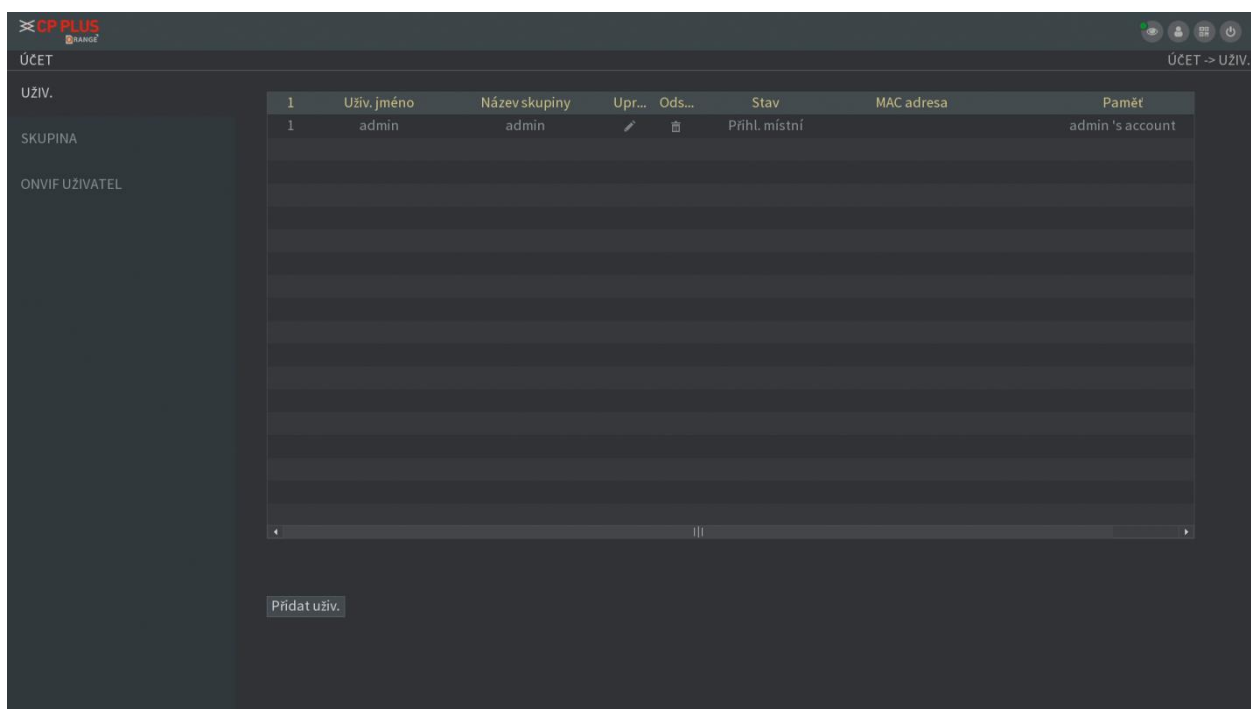 CP PLUS
ORANGE
ÚČET
ÚČET -> UŽIV.
UŽIV.
SKUPINA
ONVIF UŽIVATEL
1 Uživ. jméno Název skupiny Upr... Ods... Stav MAC adresa Paměť
1 admin admin Přihl. místní admin 's account
Přidat uživ.